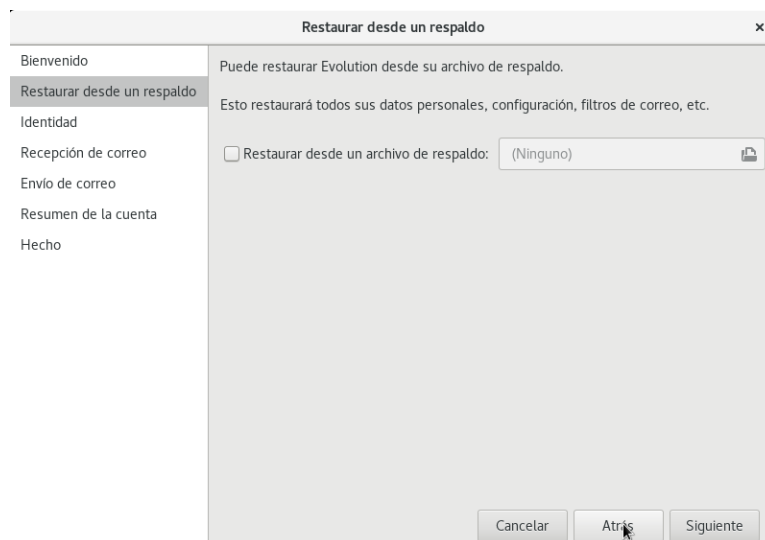 Restaurar desde un respaldo
Bienvenido
Restaurar desde un respaldo
Identidad
Recepción de correo
Envío de correo
Resumen de la cuenta
Hecho
Puede restaurar Evolution desde su archivo de respaldo.
Esto restaurará todos sus datos personales, configuración, filtros de correo, etc.
Restaurar desde un archivo de respaldo: (Ninguno)
Cancelar Atrás Siguiente